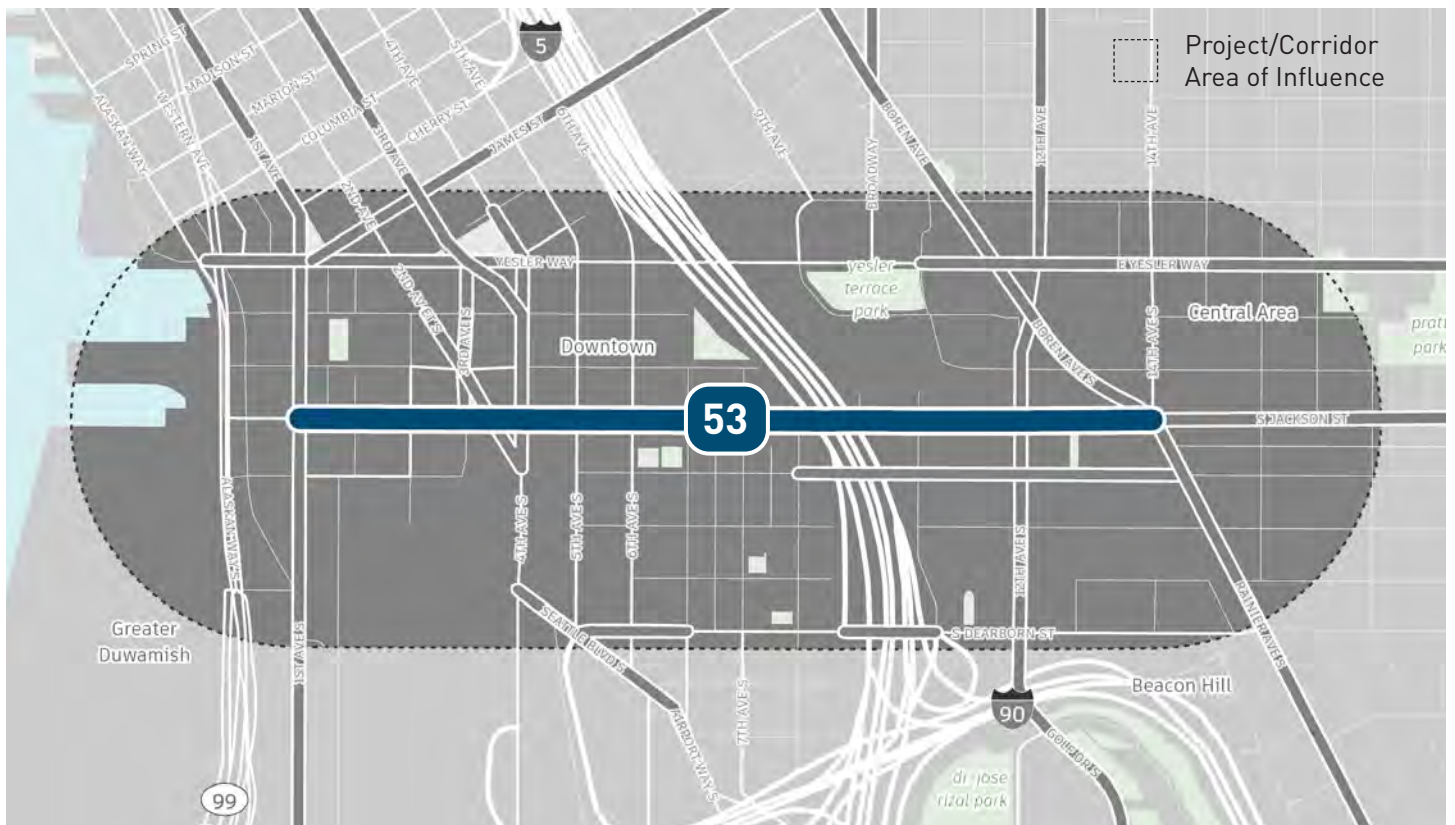 Project/Corridor
Area of Influence
5
SPRING ST
MADISON ST
MARION ST
COLUMBIA ST
CHERRY ST
JAMES ST
ALASKAN WAY
WESTERN AVE
1ST AVE
2ND AVE
3RD AVE
4TH AVE
5TH AVE
6TH AVE
9TH AVE
BROADWAY
BOREN AVE
12TH AVE
14TH AVE
YESLER WAY
E YESLER WAY
yesler
terrace
park
Central Area
pratt
park
2ND AVE ET S
3RD AVE S
Downtown
BOREN AVE S
14TH AVE S
53
S JACKSON ST
ALASKAN WAY S
4TH AVE S
5TH AVE S
6TH AVE S
12TH AVE S
RAINIER AVE S
Greater
Duwamish
1ST AVE S
SEATTLE BLVD S
S DEARBORN ST
7TH AVE S
AIRPORT WAY S
Beacon Hill
90
GOLF DR S
dr. jose
rizal park
99